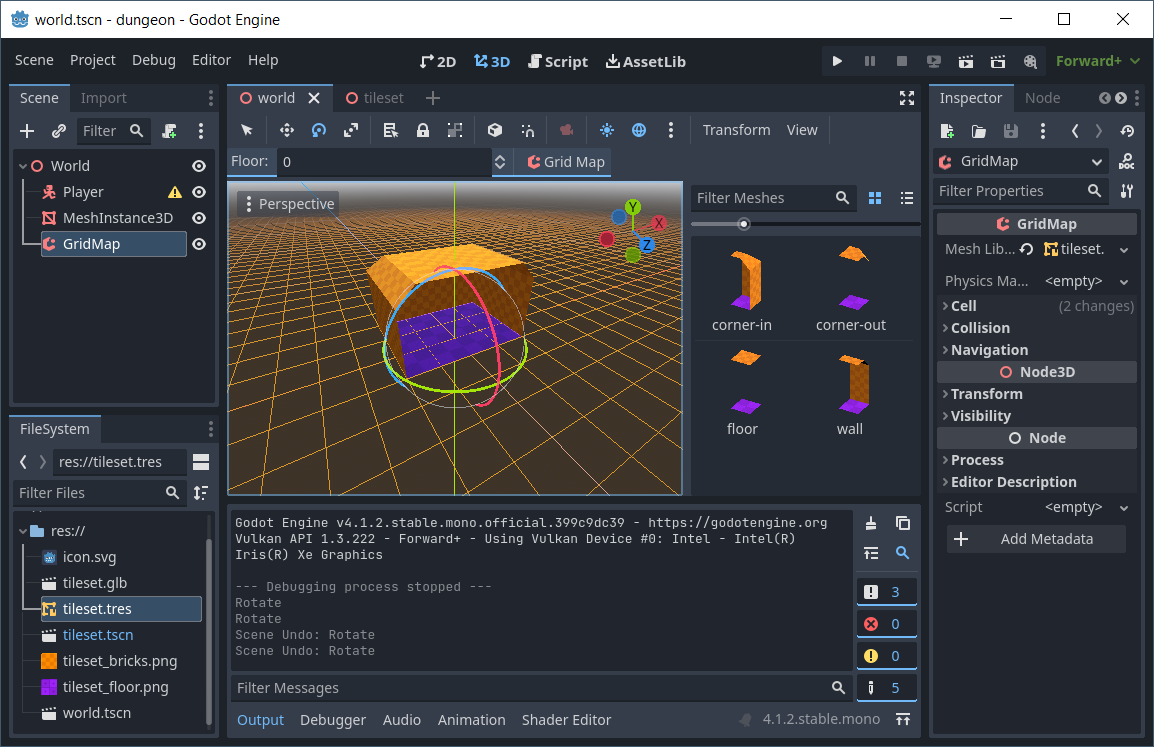 world.tscn - dungeon - Godot Engine
Scene Project Debug Editor Help
2D 3D Script AssetLib
Forward+
Scene Import
Filter
World
Player
MeshInstance3D
GridMap
FileSystem
res://tileset.tres
Filter Files
res://
icon.svg
tileset.glb
tileset.tres
tileset.tscn
tileset_bricks.png
tileset_floor.png
world.tscn
world tileset
Transform View
Floor: 0 Grid Map
Perspective
Y
X
Z
Filter Meshes
corner-in corner-out
floor wall
Godot Engine v4.1.2.stable.mono.official.399c9dc39 - https://godotengine.org
Vulkan API 1.3.222 - Forward+ - Using Vulkan Device #0: Intel - Intel(R)
Iris(R) Xe Graphics
--- Debugging process stopped ---
Rotate
Rotate
Scene Undo: Rotate
Scene Undo: Rotate
3
0
0
5
Filter Messages
Output Debugger Audio Animation Shader Editor 4.1.2.stable.mono
Inspector Node
GridMap
Filter Properties
GridMap
Mesh Lib... tileset.
Physics Ma... <empty>
Cell (2 changes)
Collision
Navigation
Node3D
Transform
Visibility
Node
Process
Editor Description
Script <empty>
Add Metadata